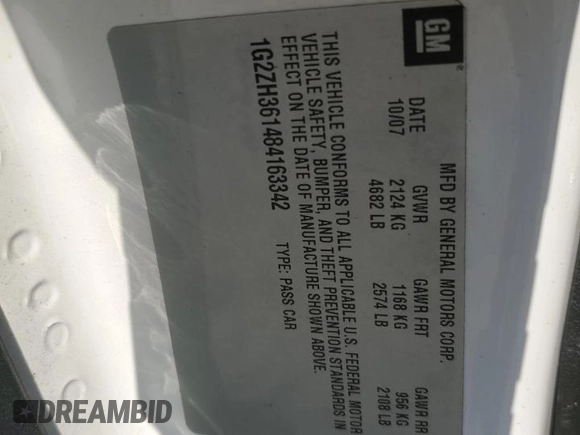 GM
MFD BY GENERAL MOTORS CORP.
DATE GVWR GAWR FRT GAWR RR
10/07 2124 KG 1168 KG 956 KG
4682 LB 2574 LB 2108 LB
THIS VEHICLE CONFORMS TO ALL APPLICABLE U.S. FEDERAL MOTOR
VEHICLE SAFETY, BUMPER, AND THEFT PREVENTION STANDARDS IN
EFFECT ON THE DATE OF MANUFACTURE SHOWN ABOVE.
1G2ZH361484163342 TYPE: PASS CAR
DREAMBID